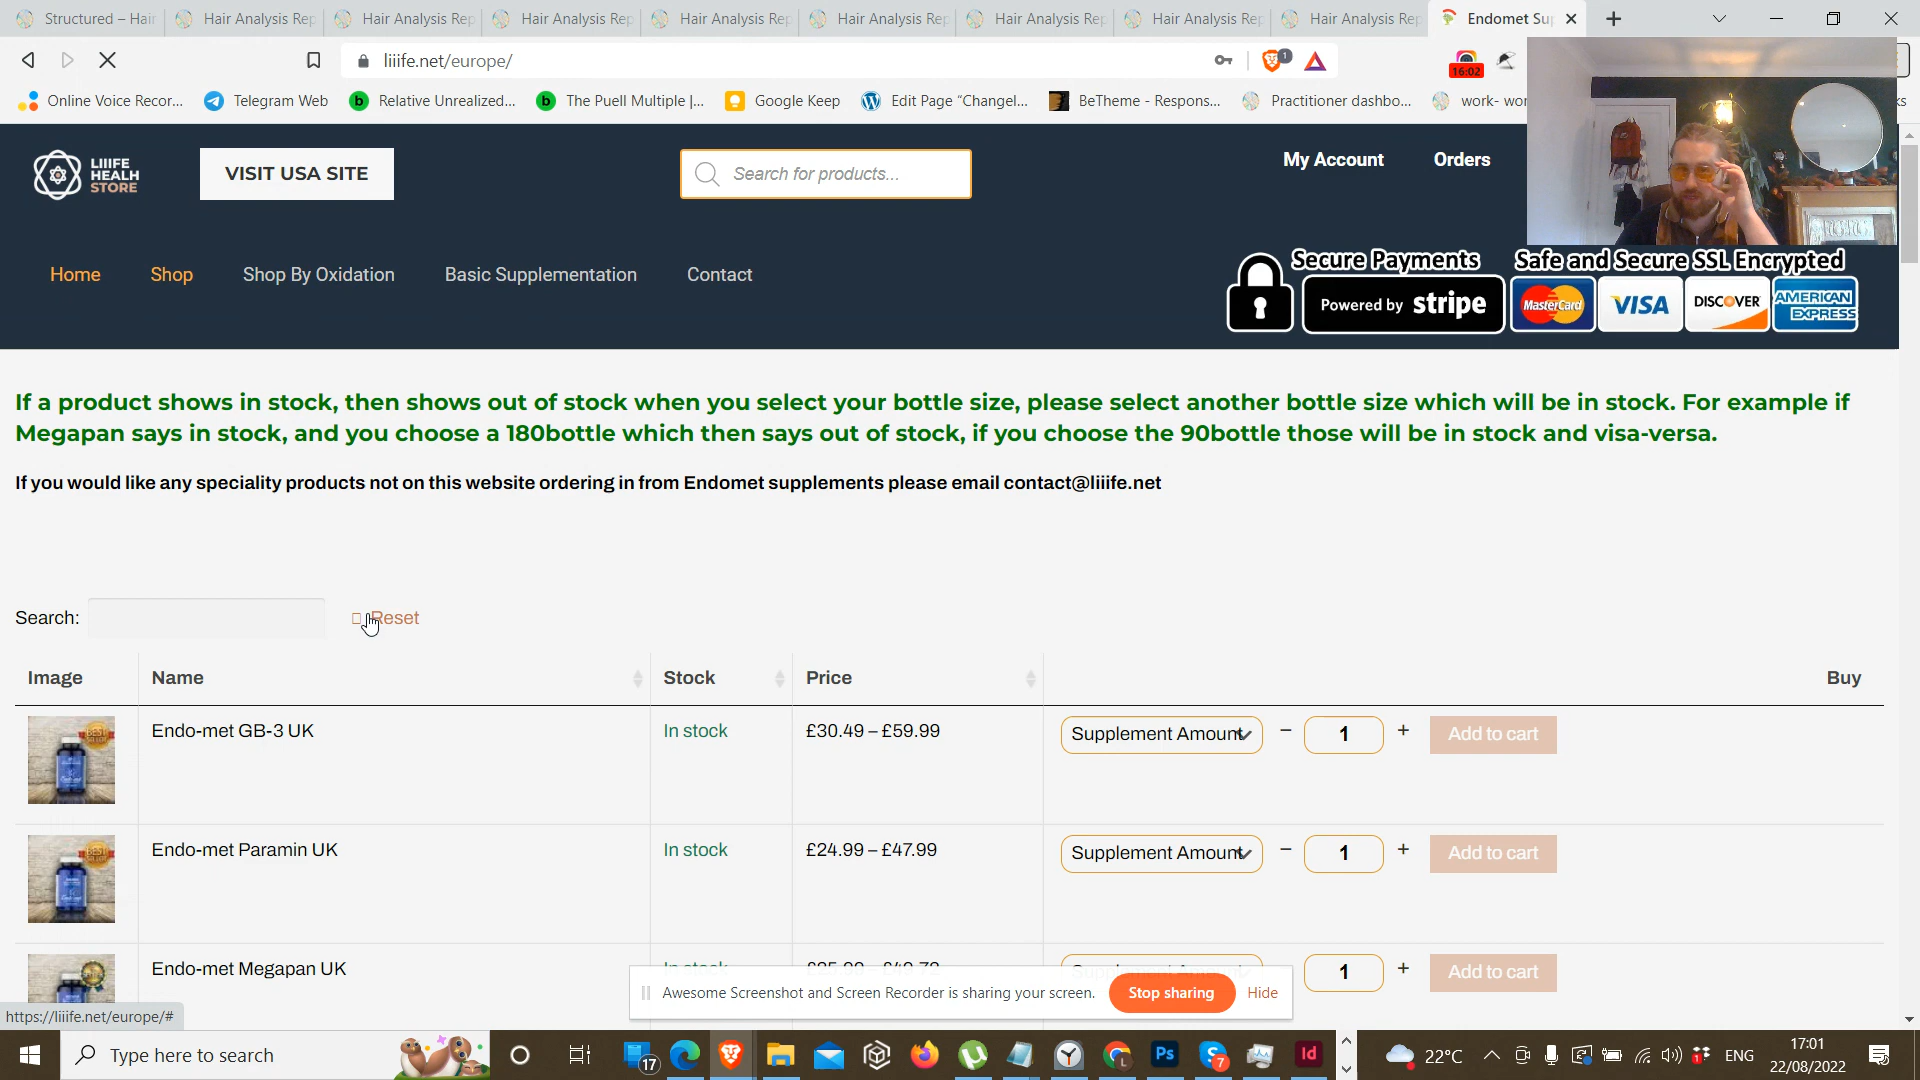 Structured – Hair
Hair Analysis Rep
Hair Analysis Rep
Hair Analysis Rep
Hair Analysis Rep
Hair Analysis Rep
Hair Analysis Rep
Hair Analysis Rep
Hair Analysis Rep
Endomet Su
liiife.net/europe/
1
16:02
Online Voice Recor...
Telegram Web
Relative Unrealized...
The Puell Multiple |...
Google Keep
Edit Page "Changel...
BeTheme - Respons...
Practitioner dashbo...
work- wor
ks
LIIIFE
HEALH
STORE
VISIT USA SITE
Search for products...
My Account
Orders
Home
Shop
Shop By Oxidation
Basic Supplementation
Contact
Secure Payments
Powered by stripe
Safe and Secure SSL Encrypted
MasterCard
VISA
DISCOVER
AMERICAN EXPRESS
If a product shows in stock, then shows out of stock when you select your bottle size, please select another bottle size which will be in stock. For example if
Megapan says in stock, and you choose a 180bottle which then says out of stock, if you choose the 90bottle those will be in stock and visa-versa.
If you would like any speciality products not on this website ordering in from Endomet supplements please email contact@liiife.net
Search:
Reset
Image
Name
Stock
Price
Buy
Endo-met GB-3 UK
In stock
£30.49 – £59.99
Supplement Amount
− 1 +
Add to cart
Endo-met Paramin UK
In stock
£24.99 – £47.99
Supplement Amount
− 1 +
Add to cart
Endo-met Megapan UK
1 +
Add to cart
Awesome Screenshot and Screen Recorder is sharing your screen.
Stop sharing
Hide
https://liiife.net/europe/#
Type here to search
17
Ps
7
Id
22°C
1
ENG
17:01
22/08/2022